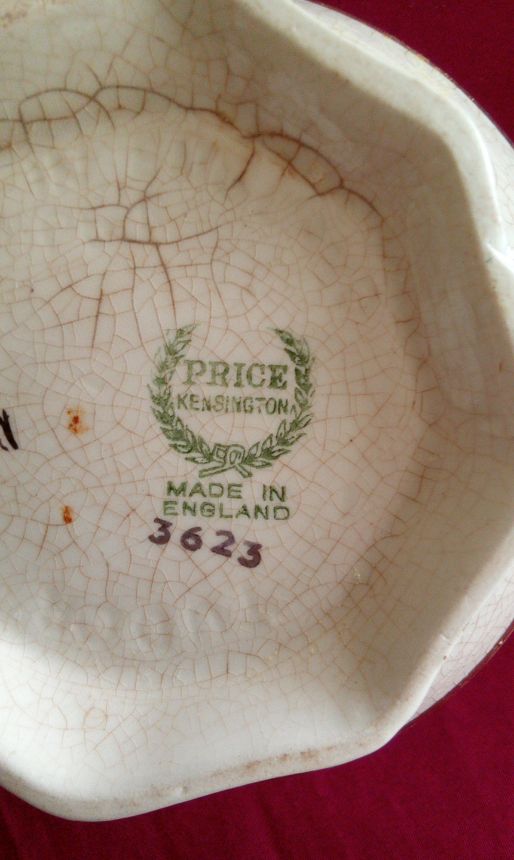 PRICE
KENSINGTON
MADE IN
ENGLAND
3623